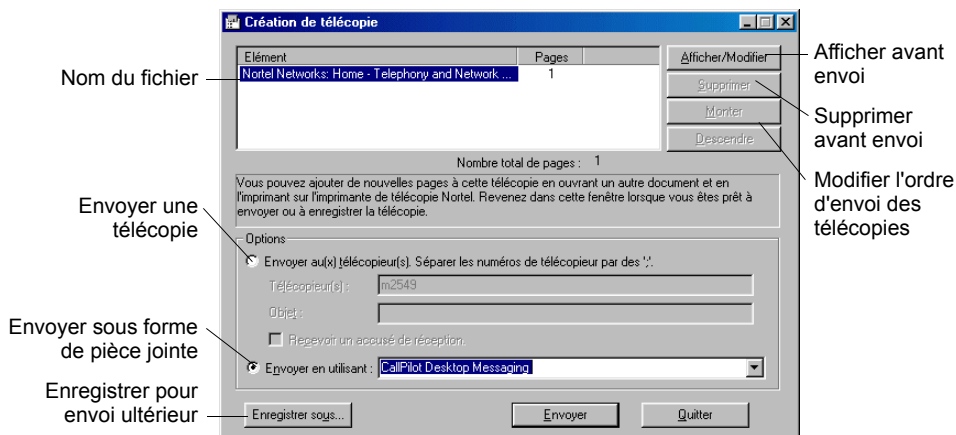 Création de télécopie
Elément Pages
Nortel Networks: Home - Telephony and Network ... 1
Afficher/Modifier
Supprimer
Monter
Descendre
Nombre total de pages : 1
Vous pouvez ajouter de nouvelles pages à cette télécopie en ouvrant un autre document et en
l'imprimant sur l'imprimante de télécopie Nortel. Revenez dans cette fenêtre lorsque vous êtes prêt à
envoyer ou à enregistrer la télécopie.
Options
Envoyer au(x) télécopieur(s). Séparer les numéros de télécopieur par des ';'.
Télécopieur(s) : m2549
Objet :
Recevoir un accusé de réception.
Envoyer en utilisant : CallPilot Desktop Messaging
Enregistrer sous... Envoyer Quitter
Nom du fichier
Envoyer une
télécopie
Envoyer sous forme
de pièce jointe
Enregistrer pour
envoi ultérieur
Afficher avant
envoi
Supprimer
avant envoi
Modifier l'ordre
d'envoi des
télécopies